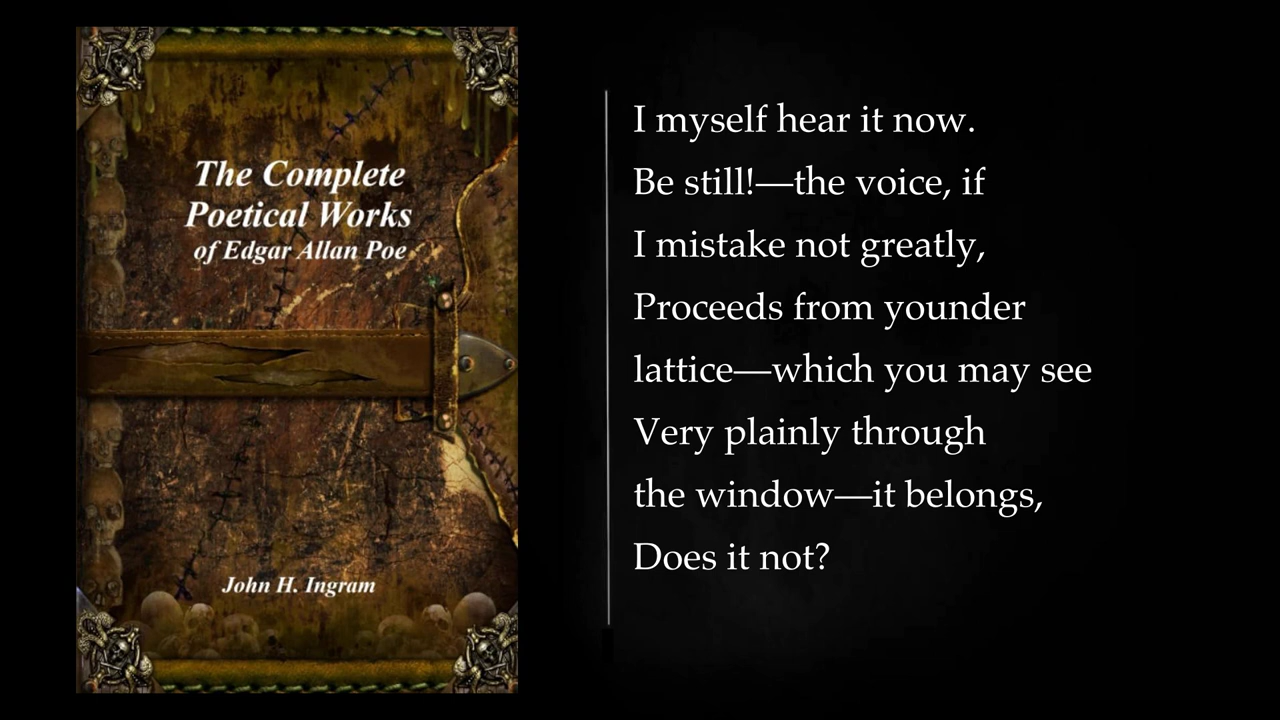 The Complete
Poetical Works
of Edgar Allan Poe
John H. Ingram
I myself hear it now.
Be still!—the voice, if
I mistake not greatly,
Proceeds from younder
lattice—which you may see
Very plainly through
the window—it belongs,
Does it not?